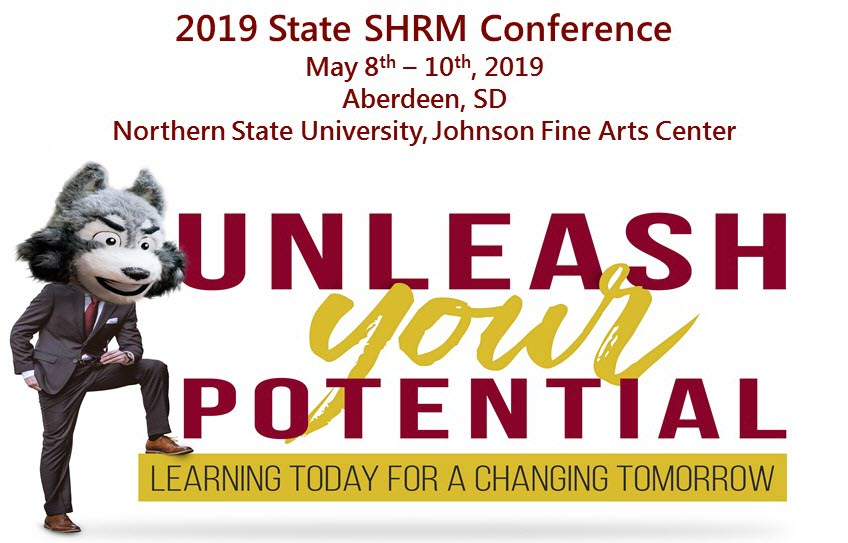 2019 State SHRM Conference
May 8th – 10th, 2019
Aberdeen, SD
Northern State University, Johnson Fine Arts Center
UNLEASH
your
POTENTIAL
LEARNING TODAY FOR A CHANGING TOMORROW